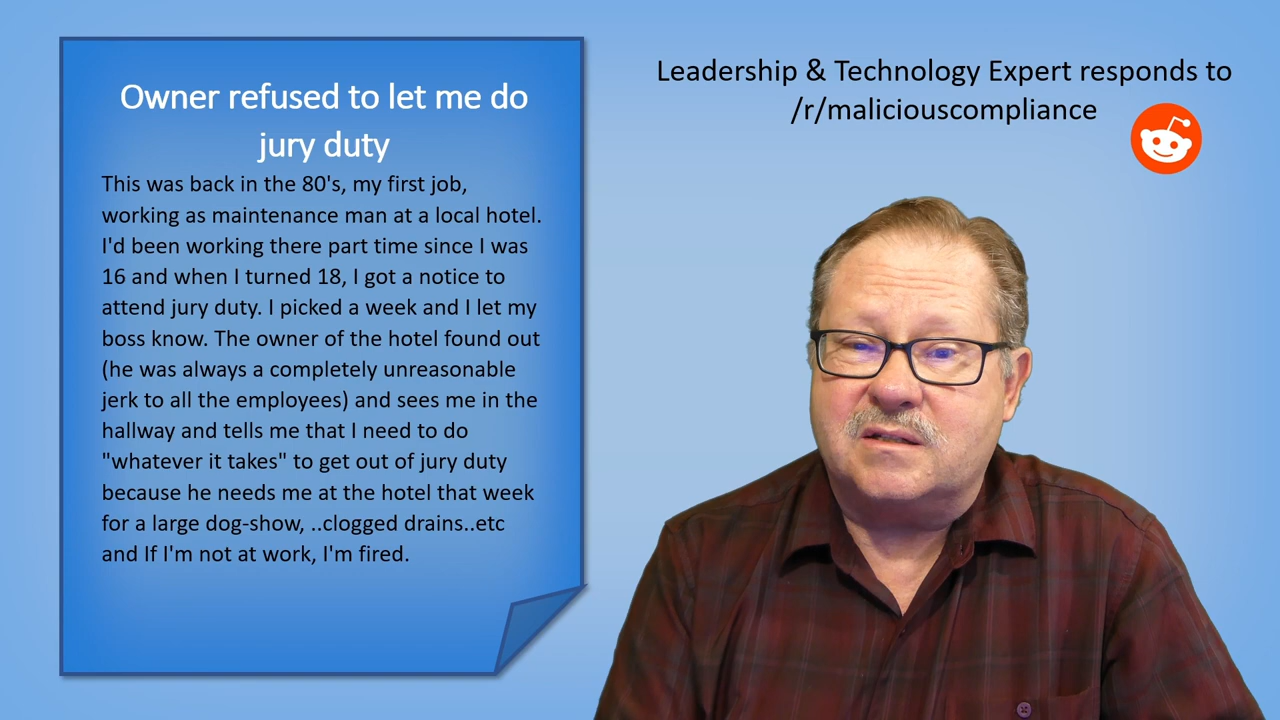 Owner refused to let me do
jury duty
This was back in the 80's, my first job,
working as maintenance man at a local hotel.
I'd been working there part time since I was
16 and when I turned 18, I got a notice to
attend jury duty. I picked a week and I let my
boss know. The owner of the hotel found out
(he was always a completely unreasonable
jerk to all the employees) and sees me in the
hallway and tells me that I need to do
"whatever it takes" to get out of jury duty
because he needs me at the hotel that week
for a large dog-show, ..clogged drains..etc
and If I'm not at work, I'm fired.
Leadership & Technology Expert responds to
/r/maliciouscompliance